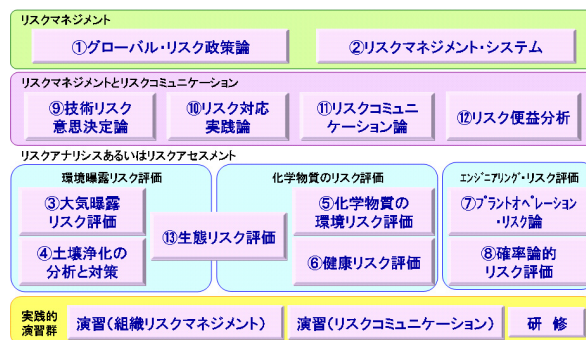 リスクマネジメント
①グローバル・リスク政策論
②リスクマネジメント・システム
リスクマネジメントとリスクコミュニケーション
⑨技術リスク
意思決定論
⑩リスク対応
実践論
⑪リスクコミュニ
ケーション論
⑫リスク便益分析
リスクアナリシスあるいはリスクアセスメント
環境曝露リスク評価
③大気曝露
リスク評価
④土壌浄化の
分析と対策
⑬生態リスク評価
化学物質のリスク評価
⑤化学物質の
環境リスク評価
⑥健康リスク評価
エンジニアリング・リスク評価
⑦プラントオペレーション
・リスク論
⑧確率論的
リスク評価
実践的
演習群
演習(組織リスクマネジメント)
演習(リスクコミュニケーション)
研修